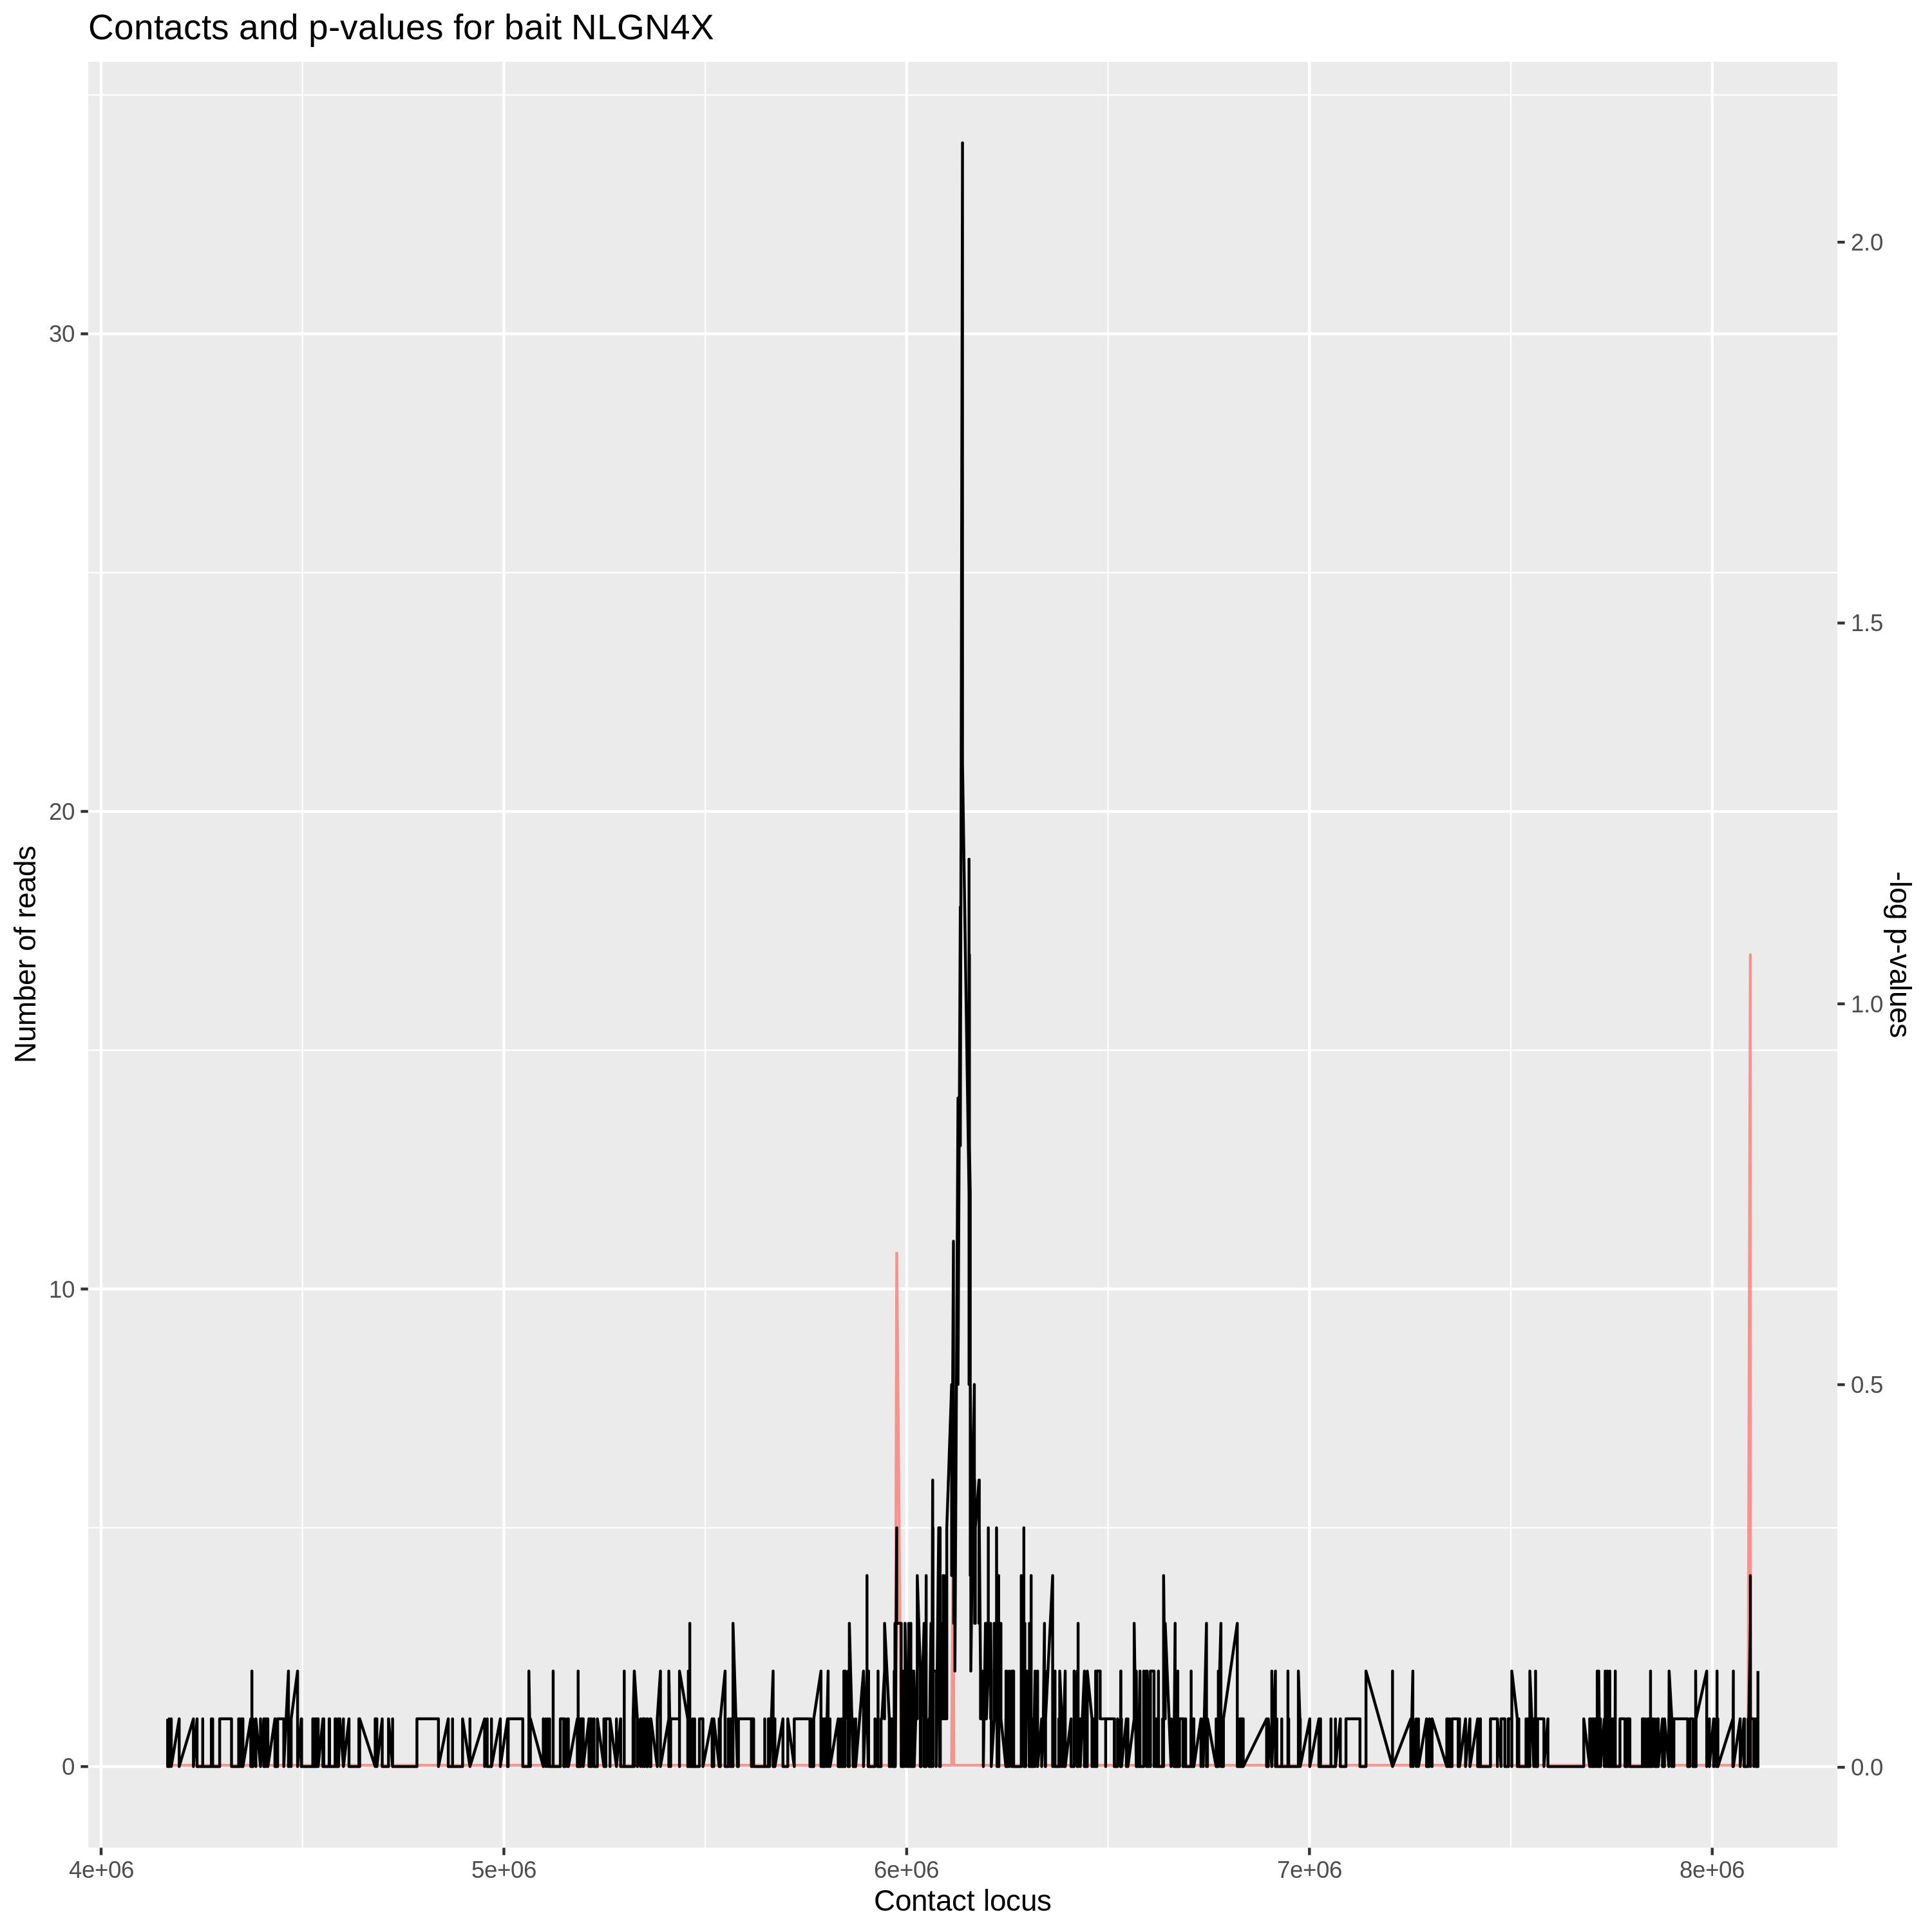 Contacts and p-values for bait NLGN4X
30
20
10
0
Number of reads
2.0
1.5
1.0
0.5
0.0
-log p-values
4e+06 5e+06 6e+06 7e+06 8e+06
Contact locus